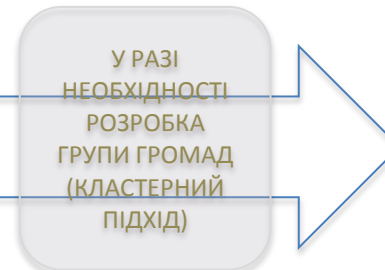 У РАЗІ
НЕОБХІДНОСТІ
РОЗРОБКА
ГРУПИ ГРОМАД
(КЛАСТЕРНИЙ
ПІДХІД)